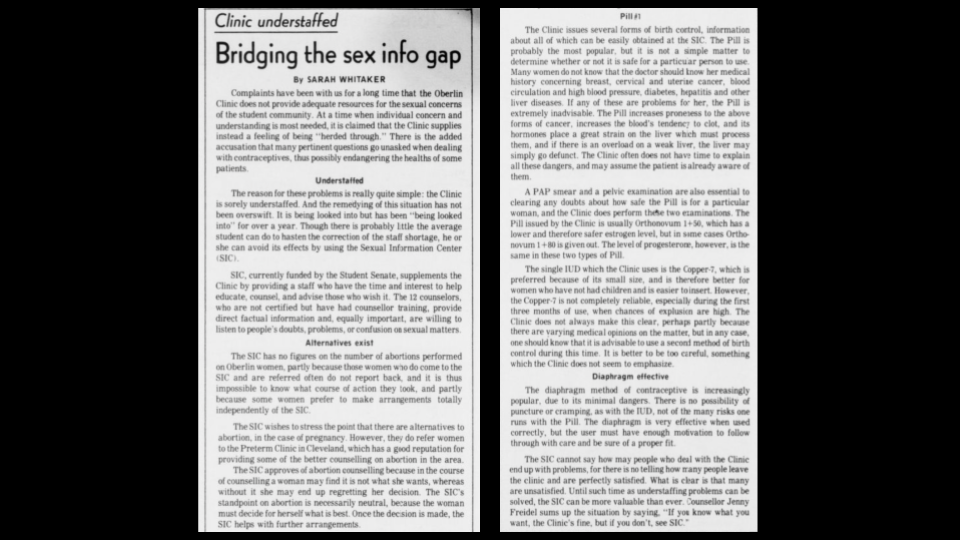 Clinic understaffed
Bridging the sex info gap
By SARAH WHITAKER
Complaints have been with us for a long time that the Oberlin
Clinic does not provide adequate resources for the sexual concerns
of the student community. At a time when individual concern and
understanding is most needed, it is claimed that the Clinic supplies
instead a feeling of being "herded through." There is the added
accusation that many pertinent questions go unasked when dealing
with contraceptives, thus possibly endangering the healths of some
patients.
Understaffed
The reason for these problems is really quite simple: the Clinic
is sorely understaffed. And the remedying of this situation has not
been overswift. It is being looked into but has been "being looked
into" for over a year. Though there is probably little the average
student can do to hasten the correction of the staff shortage, he or
she can avoid its effects by using the Sexual Information Center
(SIC).
SIC, currently funded by the Student Senate, supplements the
Clinic by providing a staff who have the time and interest to help
educate, counsel, and advise those who wish it. The 12 counselors,
who are not certified but have had counsellor training, provide
direct factual information and, equally important, are willing to
listen to people's doubts, problems, or confusion on sexual matters.
Alternatives exist
The SIC has no figures on the number of abortions performed
on Oberlin women, partly because those women who do come to the
SIC and are referred often do not report back, and it is thus
impossible to know what course of action they look, and partly
because some women prefer to make arrangements totally
independently of the SIC.
The SIC wishes to stress the point that there are alternatives to
abortion, in the case of pregnancy. However, they do refer women
to the Preterm Clinic in Cleveland, which has a good reputation for
providing some of the better counselling on abortion in the area.
The SIC approves of abortion counselling because in the course
of counselling a woman may find it is not what she wants, whereas
without it she may end up regretting her decision. The SIC's
standpoint on abortion is necessarily neutral, because the woman
must decide for herself what is best. Once the decision is made, the
SIC helps with further arrangements.
Pill #1
The Clinic issues several forms of birth control, information
about all of which can be easily obtained at the SIC. The Pill is
probably the most popular, but it is not a simple matter to
determine whether or not it is safe for a particular person to use.
Many women do not know that the doctor should know her medical
history concerning breast, cervical and uteriae cancer, blood
circulation and high blood pressure, diabetes, hepatitis and other
liver diseases. If any of these are problems for her, the Pill is
extremely inadvisable. The Pill increases proneness to the above
forms of cancer, increases the blood's tendency to clot, and its
hormones place a great strain on the liver which must process
them, and if there is an overload on a weak liver, the liver may
simply go defunct. The Clinic often does not have time to explain
all these dangers, and may assume the patient is already aware of
them.
A PAP smear and a pelvic examination are also essential to
clearing any doubts about how safe the Pill is for a particular
woman, and the Clinic does perform these two examinations. The
Pill issued by the Clinic is usually Orthonovum 1+50, which has a
lower and therefore safer estrogen level, but in some cases Ortho-
novum 1+80 is given out. The level of progesterone, however, is the
same in these two types of Pill.
The single IUD which the Clinic uses is the Copper-7, which is
preferred because of its small size, and is therefore better for
women who have not had children and is easier to insert. However,
the Copper-7 is not completely reliable, especially during the first
three months of use, when chances of explusion are high. The
Clinic does not always make this clear, perhaps partly because
there are varying medical opinions on the matter, but in any case,
one should know that it is advisable to use a second method of birth
control during this time. It is better to be too careful, something
which the Clinic does not seem to emphasize.
Diaphragm effective
The diaphragm method of contraceptive is increasingly
popular, due to its minimal dangers. There is no possibility of
puncture or cramping, as with the IUD, not of the many risks one
runs with the Pill. The diaphragm is very effective when used
correctly, but the user must have enough motivation to follow
through with care and be sure of a proper fit.
The SIC cannot say how may people who deal with the Clinic
end up with problems, for there is no telling how many people leave
the clinic and are perfectly satisfied. What is clear is that many
are unsatisfied. Until such time as understaffing problems can be
solved, the SIC can be more valuable than ever. Counsellor Jenny
Freidel sums up the situation by saying, "If you know what you
want, the Clinic's fine, but if you don't, see SIC."